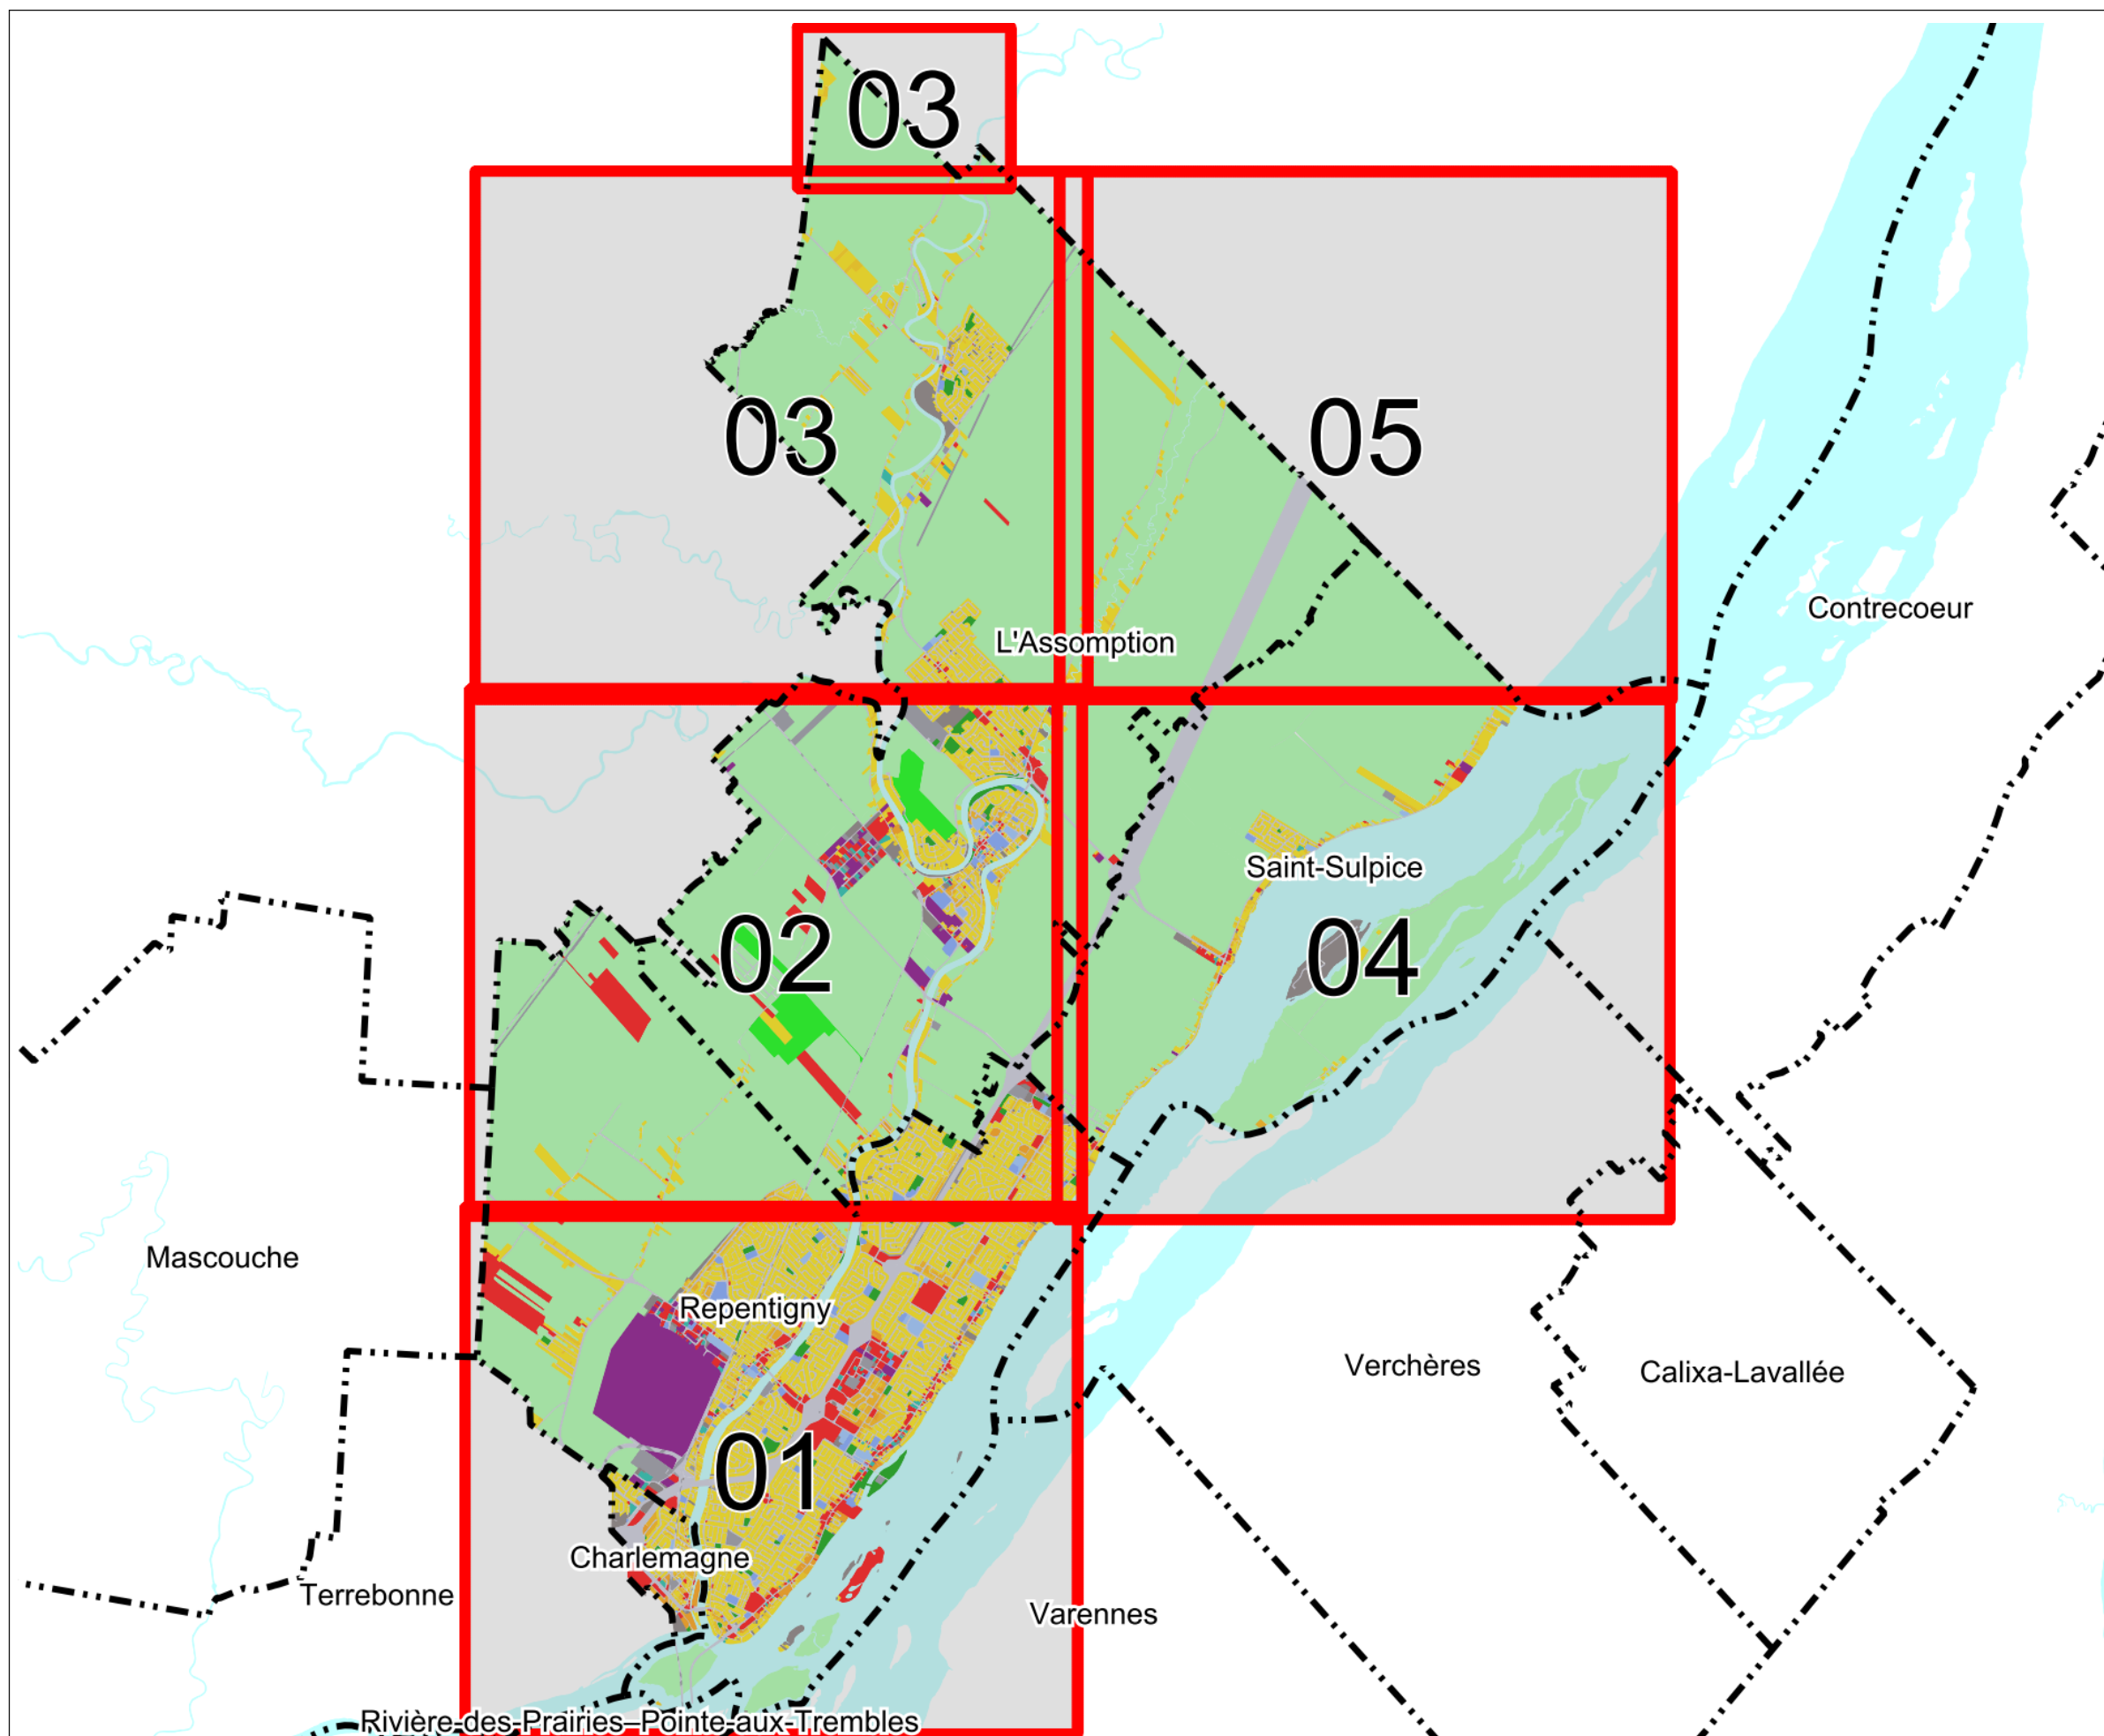 03
03
05
Contrecoeur
L'Assomption
Saint-Sulpice
02
04
Mascouche
Repentigny
Verchères
Calixa-Lavallée
01
Charlemagne
Terrebonne
Varennes
Rivière-des-Prairies–Pointe-aux-Trembles